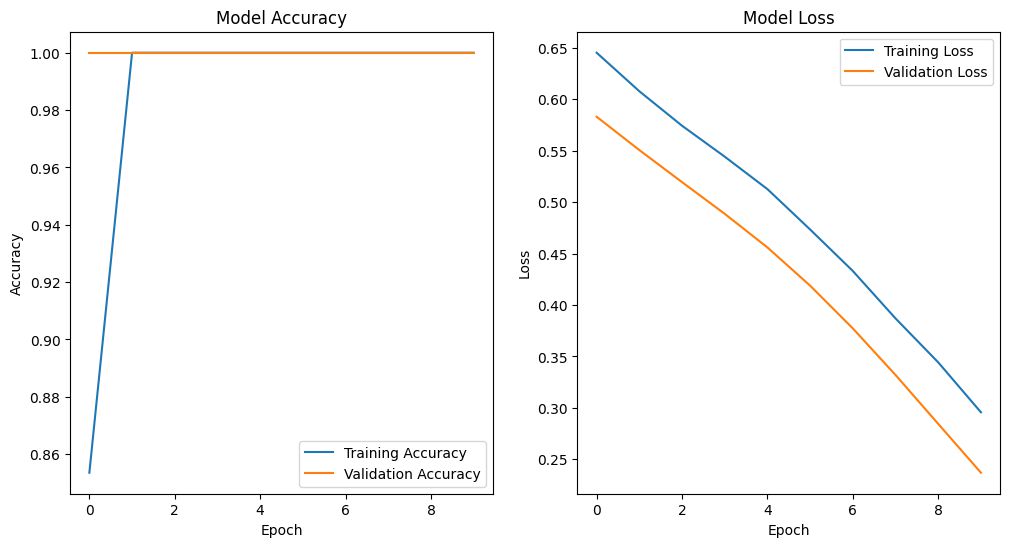 Model Accuracy
1.00
0.98
0.96
0.94
0.92
0.90
0.88
0.86
Accuracy
0 2 4 6 8
Epoch
Training Accuracy
Validation Accuracy
Model Loss
0.65
0.60
0.55
0.50
0.45
0.40
0.35
0.30
0.25
Loss
0 2 4 6 8
Epoch
Training Loss
Validation Loss